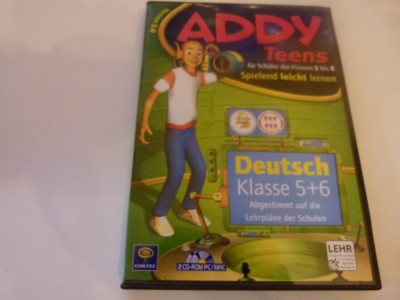 ADDY
Teens
für Schüler der Klassen 5 bis 8
Spielend leicht lernen
Deutsch
Klasse 5+6
Abgestimmt auf die
Lehrpläne der Schulen
COKTEL
2 CD-ROM PC/MAC
LEHR